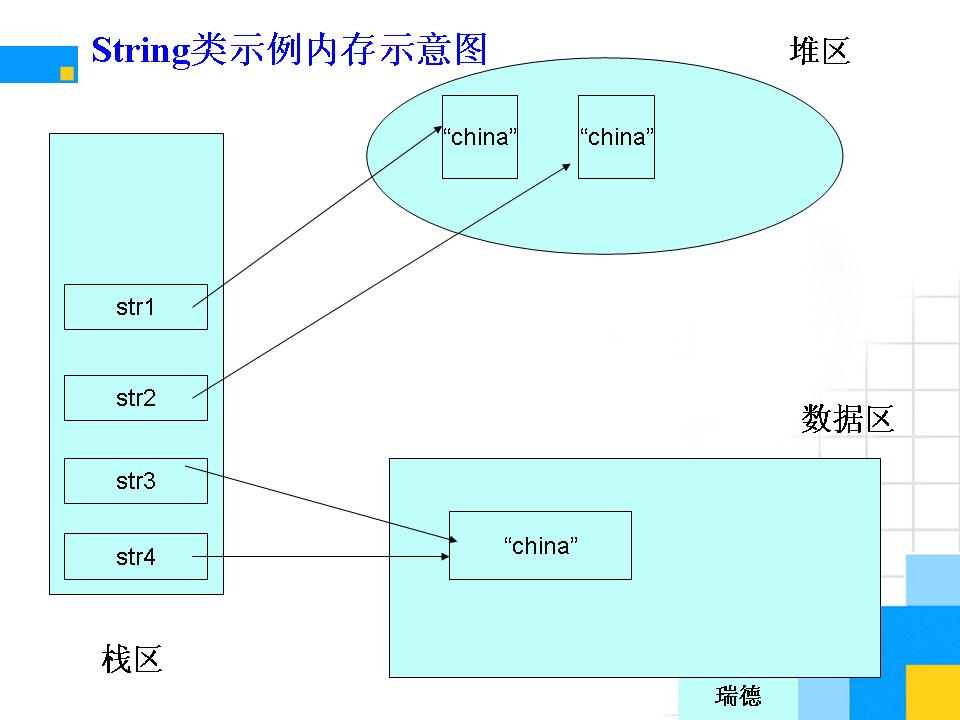 String类示例内存示意图
堆区
“china”
“china”
str1
str2
数据区
str3
“china”
str4
栈区
瑞德